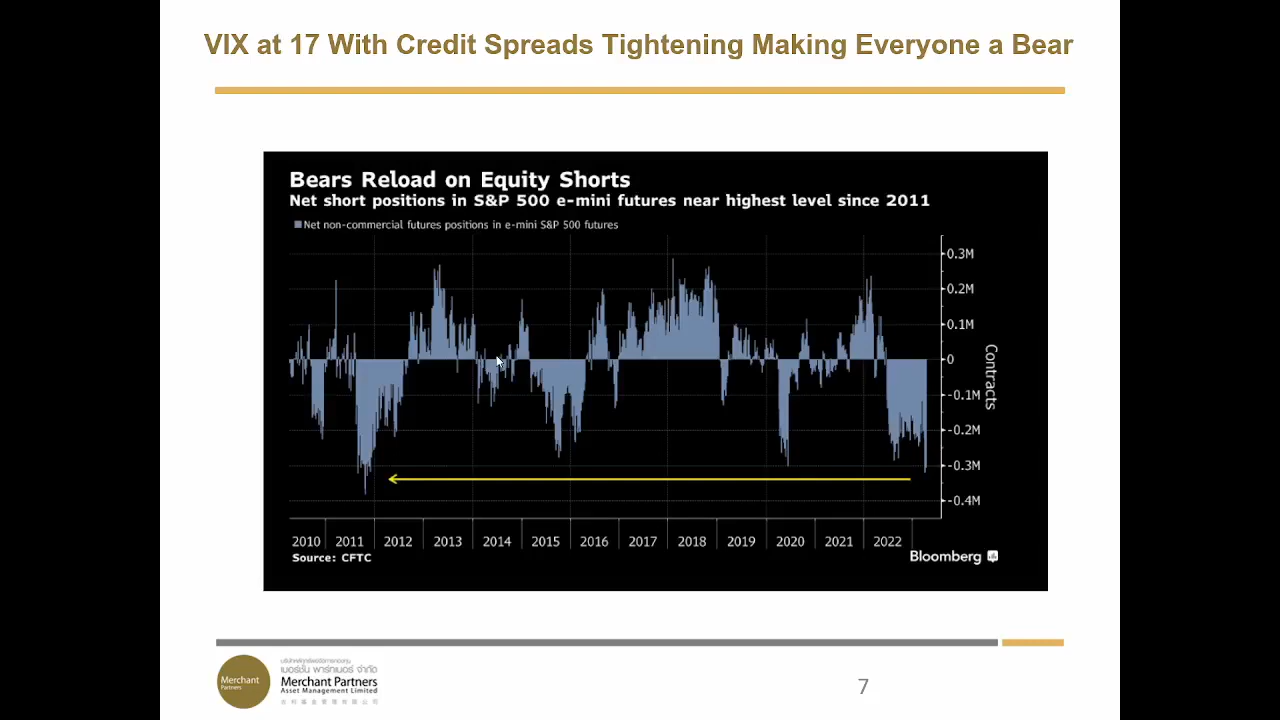 VIX at 17 With Credit Spreads Tightening Making Everyone a Bear
Bears Reload on Equity Shorts
Net short positions in S&P 500 e-mini futures near highest level since 2011
Net non-commercial futures positions in e-mini S&P 500 futures
0.3M
0.2M
0.1M
0
-0.1M
-0.2M
-0.3M
-0.4M
Contracts
2010 2011 2012 2013 2014 2015 2016 2017 2018 2019 2020 2021 2022
Source: CFTC
Bloomberg
Merchant
Partners
เมอร์ชั่น พาร์ทเนอร์ จำกัด
Merchant Partners
Asset Management Limited
7